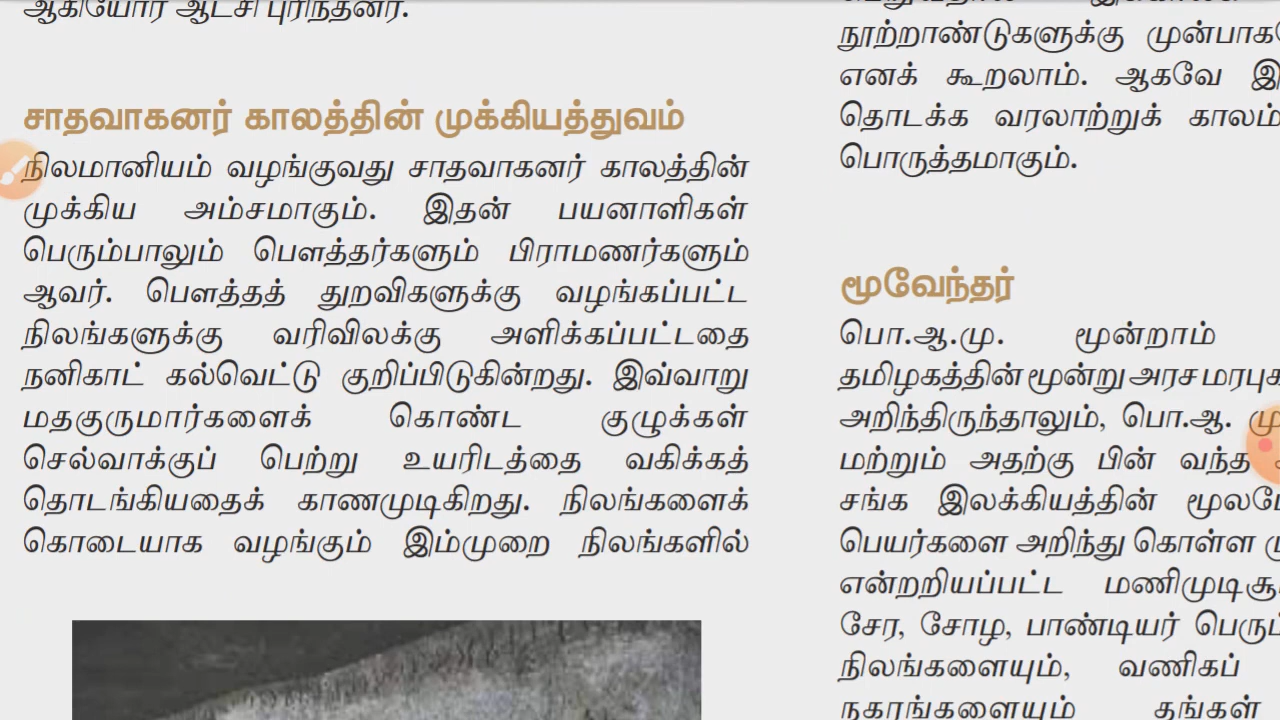 ஆகியோர் ஆட்சி புரிந்தனர்.
சாதவாகனர் காலத்தின் முக்கியத்துவம்
நிலமானியம் வழங்குவது சாதவாகனர் காலத்தின்
முக்கிய அம்சமாகும். இதன் பயனாளிகள்
பெரும்பாலும் பௌத்தர்களும் பிராமணர்களும்
ஆவர். பௌத்தத் துறவிகளுக்கு வழங்கப்பட்ட
நிலங்களுக்கு வரிவிலக்கு அளிக்கப்பட்டதை
நனிகாட் கல்வெட்டு குறிப்பிடுகின்றது. இவ்வாறு
மதகுருமார்களைக் கொண்ட குழுக்கள்
செல்வாக்குப் பெற்று உயரிடத்தை வகிக்கத்
தொடங்கியதைக் காணமுடிகிறது. நிலங்களைக்
கொடையாக வழங்கும் இம்முறை நிலங்களில்
நூற்றாண்டுகளுக்கு
எனக் கூறலாம். ஆகவே
தொடக்க வரலாற்றுக்
பொருத்தமாகும்.
மூவேந்தர்
பொ.ஆ.மு. மூன்றாம்
தமிழகத்தின் மூன்று அரச
அறிந்திருந்தாலும், பொ.ஆ.
மற்றும் அதற்கு பின் வந்த
சங்க இலக்கியத்தின்
பெயர்களை அறிந்து கொள்ள
என்றறியப்பட்ட
சேர, சோழ, பாண்டியர்
நிலங்களையும், வணிகப்
நகரங்களையும் தங்கள்